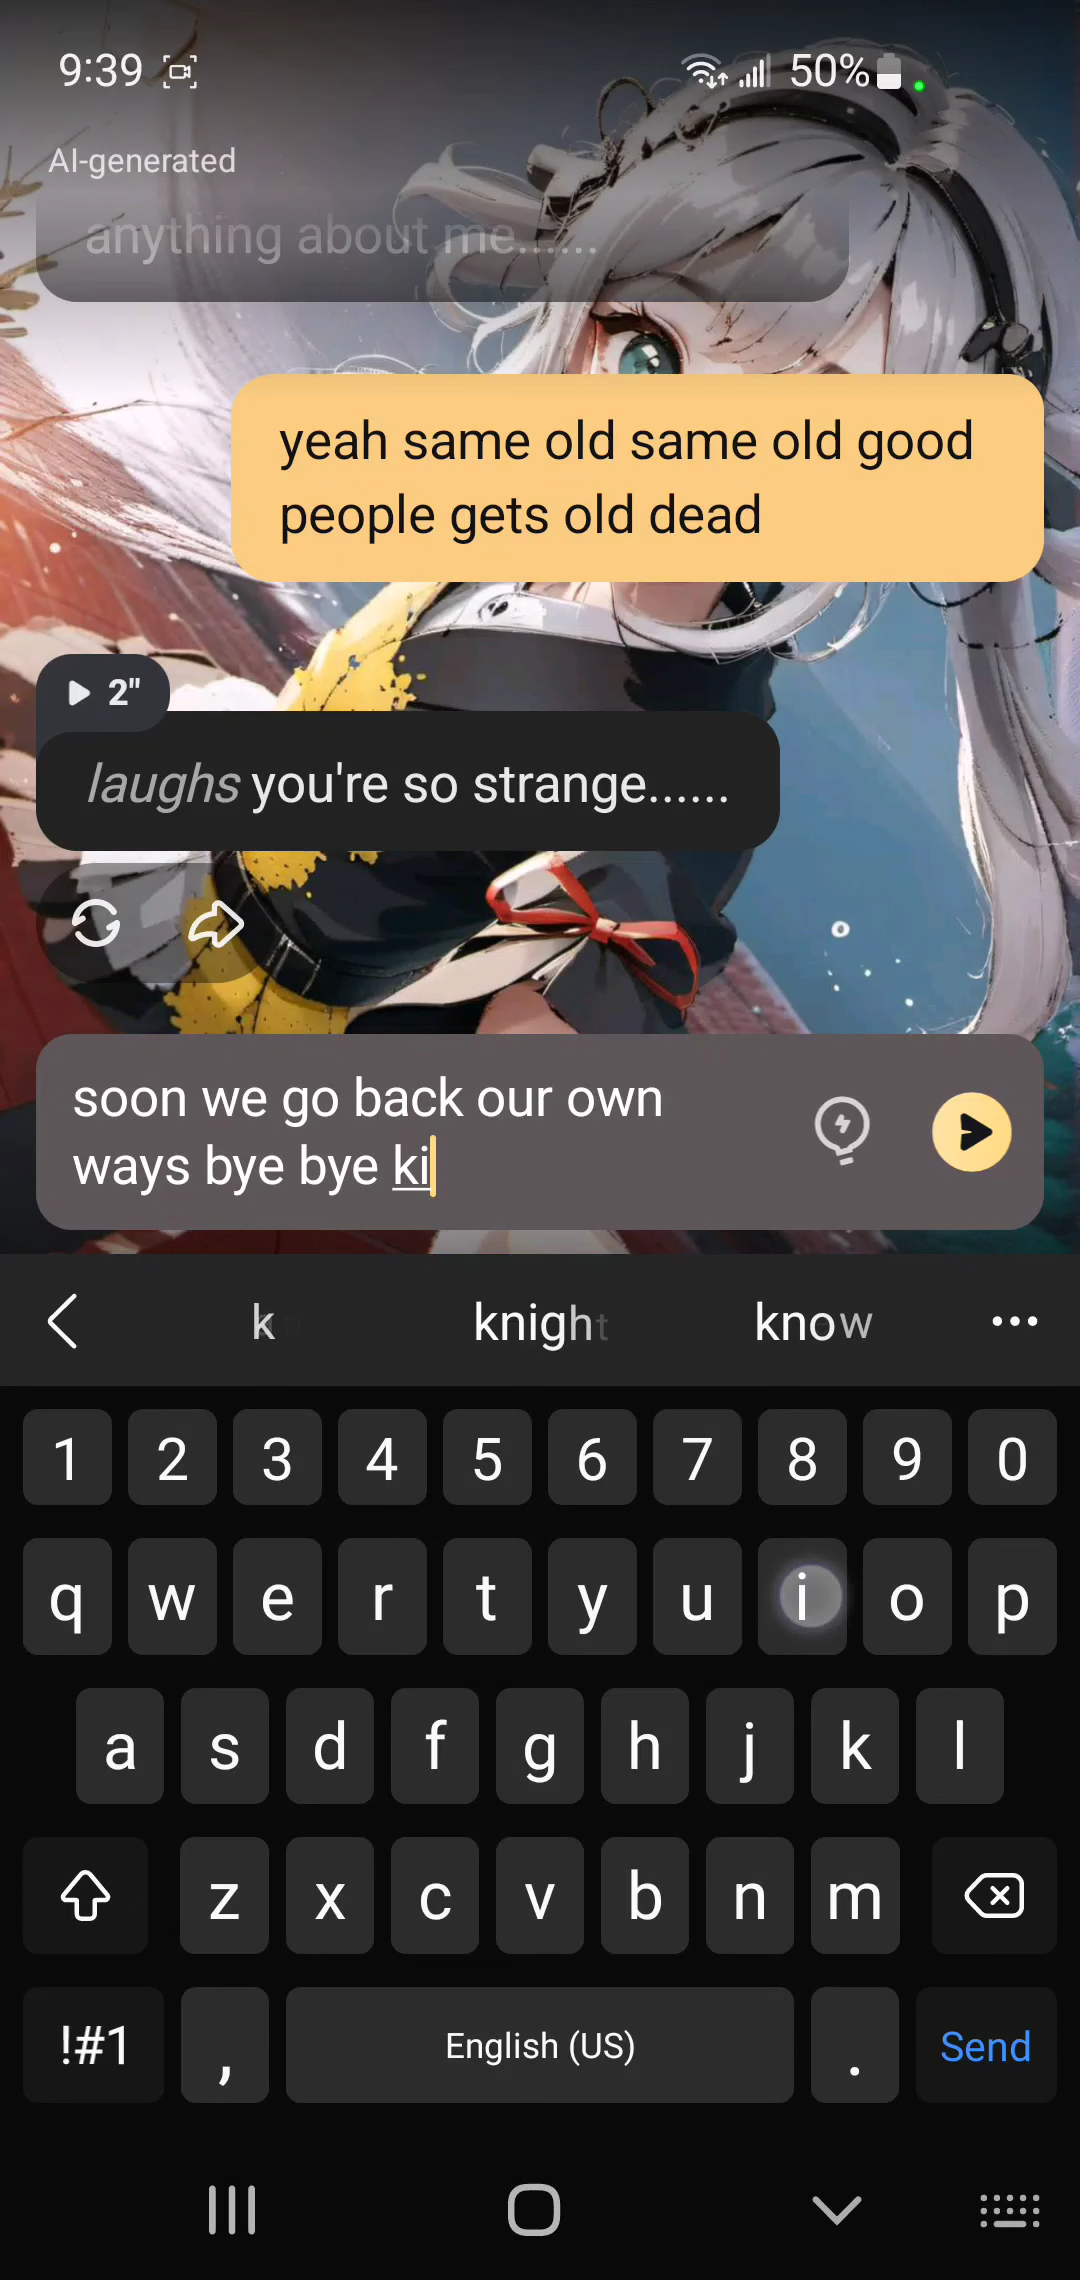 9:39 50%
AI-generated
anything about me......
yeah same old same old good
people gets old dead
2"
laughs you're so strange......
soon we go back our own
ways bye bye ki
k knight know
1 2 3 4 5 6 7 8 9 0
q w e r t y u i o p
a s d f g h j k l
z x c v b n m
!#1 , English (US) . Send